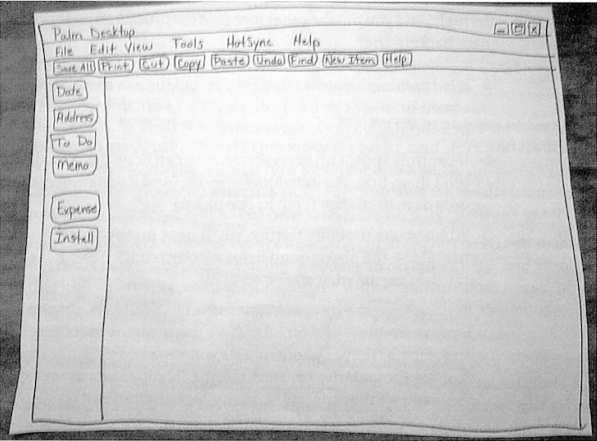 Palm Desktop
File Edit View Tools HotSync Help
Save All Print Cut Copy Paste Undo Find New Item Help
Date
Address
To Do
Memo
Expense
Install